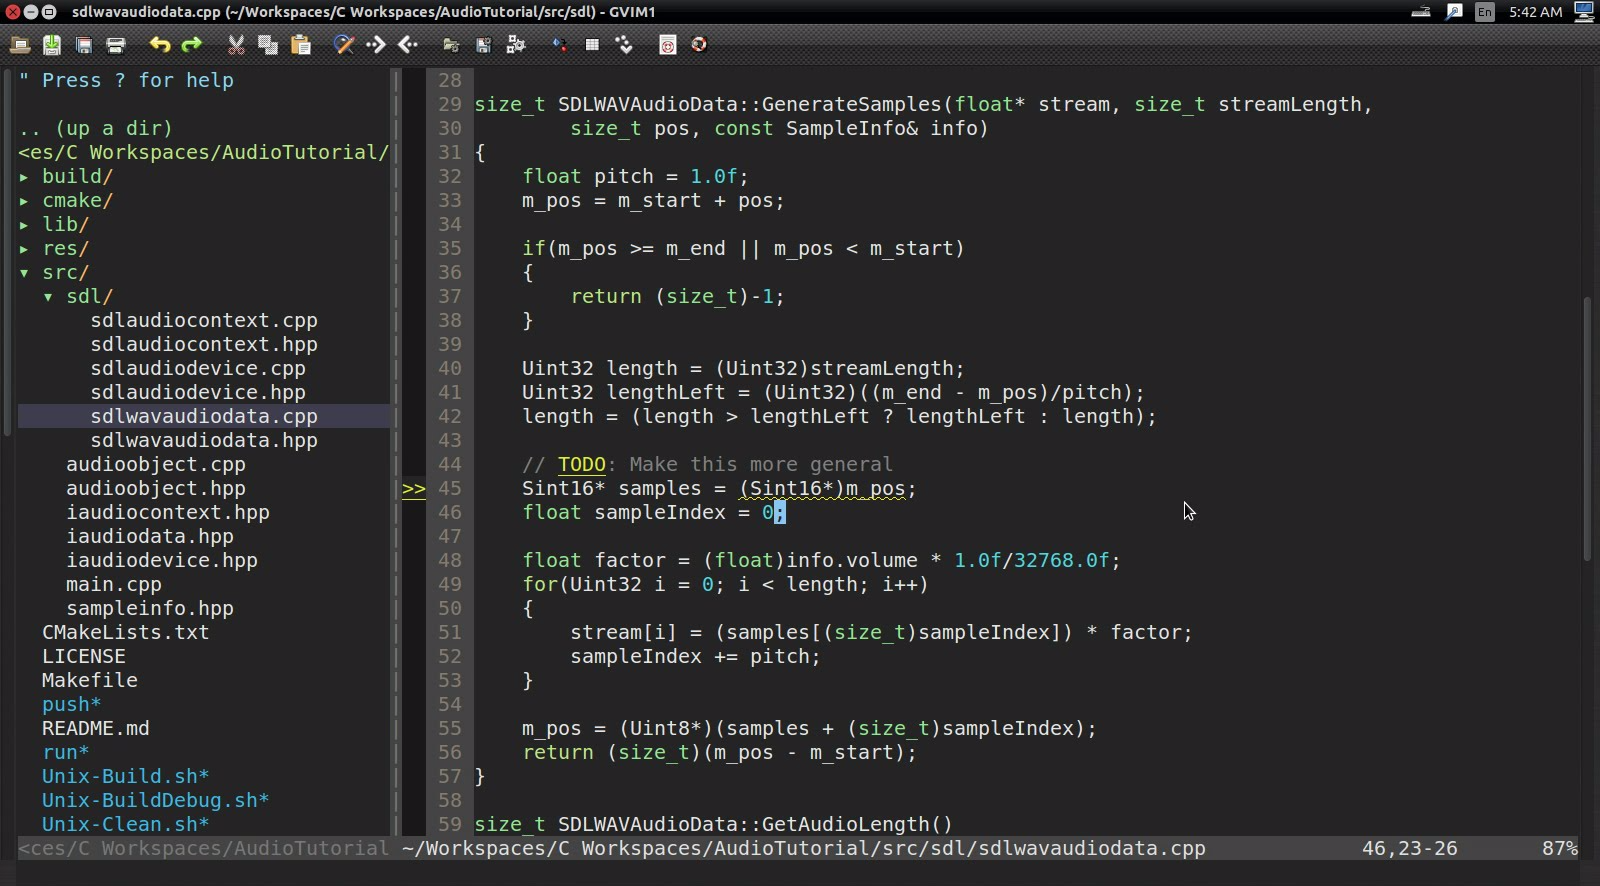 sdlwavaudiodata.cpp (~/Workspaces/C Workspaces/AudioTutorial/src/sdl) - GVIM1
En
5:42 AM
" Press ? for help
.. (up a dir)
<es/C Workspaces/AudioTutorial/
▸ build/
▸ cmake/
▸ lib/
▸ res/
▾ src/
▾ sdl/
sdlaudiocontext.cpp
sdlaudiocontext.hpp
sdlaudiodevice.cpp
sdlaudiodevice.hpp
sdlwavaudiodata.cpp
sdlwavaudiodata.hpp
audioobject.cpp
audioobject.hpp
iaudiocontext.hpp
iaudiodata.hpp
iaudiodevice.hpp
main.cpp
sampleinfo.hpp
CMakeLists.txt
LICENSE
Makefile
push*
README.md
run*
Unix-Build.sh*
Unix-BuildDebug.sh*
Unix-Clean.sh*
28
29 size_t SDLWAVAudioData::GenerateSamples(float* stream, size_t streamLength,
30         size_t pos, const SampleInfo& info)
31 {
32     float pitch = 1.0f;
33     m_pos = m_start + pos;
34
35     if(m_pos >= m_end || m_pos < m_start)
36     {
37         return (size_t)-1;
38     }
39
40     Uint32 length = (Uint32)streamLength;
41     Uint32 lengthLeft = (Uint32)((m_end - m_pos)/pitch);
42     length = (length > lengthLeft ? lengthLeft : length);
43
44     // TODO: Make this more general
>> 45     Sint16* samples = (Sint16*)m_pos;
46     float sampleIndex = 0;
47
48     float factor = (float)info.volume * 1.0f/32768.0f;
49     for(Uint32 i = 0; i < length; i++)
50     {
51         stream[i] = (samples[(size_t)sampleIndex]) * factor;
52         sampleIndex += pitch;
53     }
54
55     m_pos = (Uint8*)(samples + (size_t)sampleIndex);
56     return (size_t)(m_pos - m_start);
57 }
58
59 size_t SDLWAVAudioData::GetAudioLength()
<ces/C Workspaces/AudioTutorial ~/Workspaces/C Workspaces/AudioTutorial/src/sdl/sdlwavaudiodata.cpp 46,23-26 87%